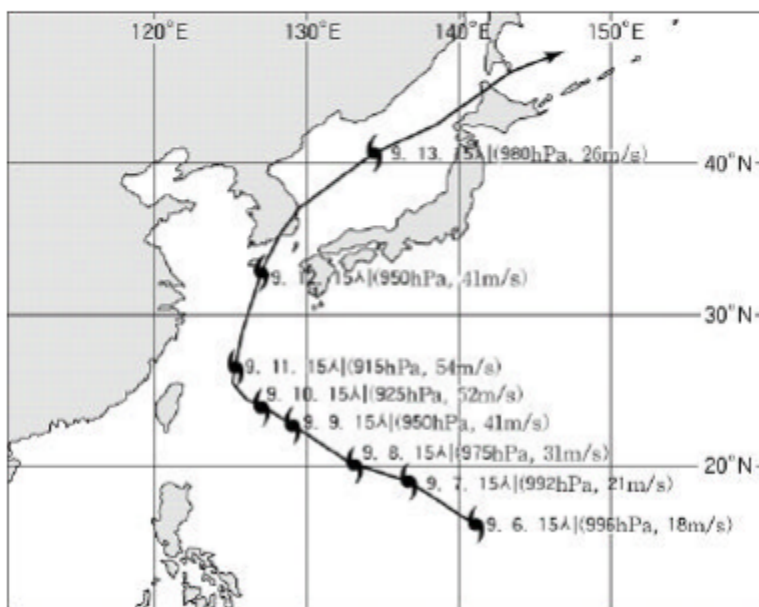 120°E 130°E 140°E 150°E
9. 13. 15시(980hPa, 26m/s)
40°N
9. 12. 15시(950hPa, 41m/s)
30°N
9. 11. 15시(915hPa, 54m/s)
9. 10. 15시(925hPa, 52m/s)
9. 9. 15시(950hPa, 41m/s)
9. 8. 15시(975hPa, 31m/s)
20°N
9. 7. 15시(992hPa, 21m/s)
9. 6. 15시(996hPa, 18m/s)